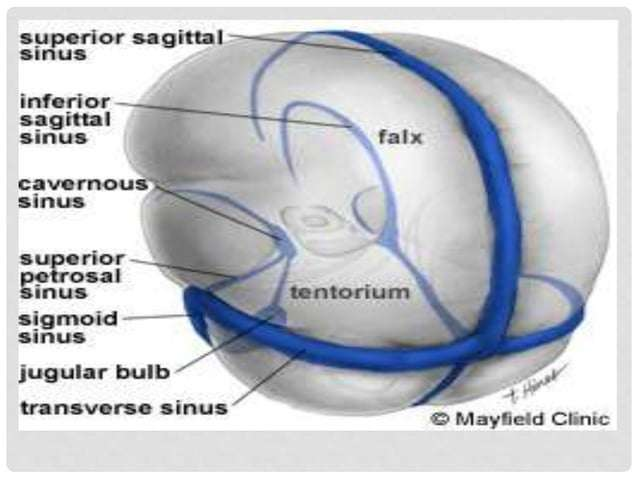 superior sagittal
sinus
inferior
sagittal
sinus
falx
cavernous
sinus
superior
petrosal
sinus
tentorium
sigmoid
sinus
jugular bulb
transverse sinus
T. Hines
© Mayfield Clinic